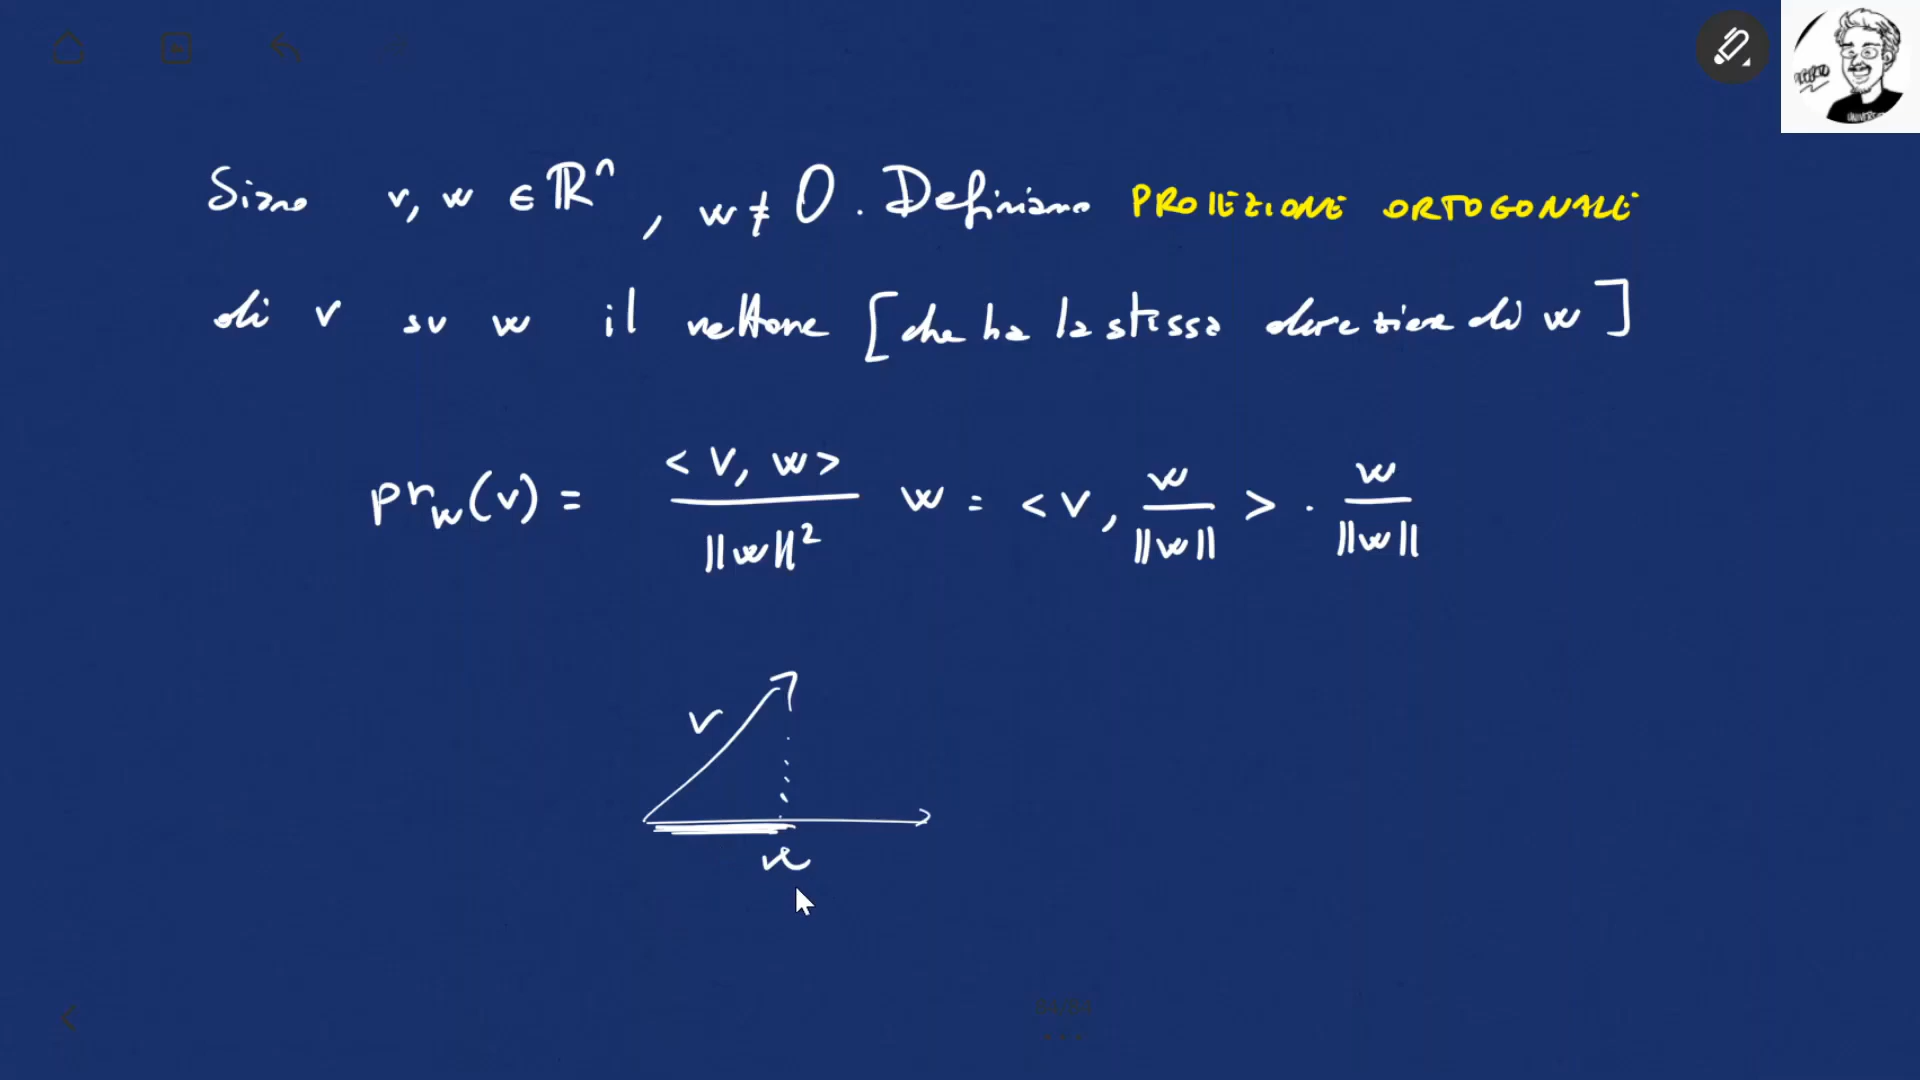 Siano v, w ∈ ℝⁿ, w ≠ 0. Definiamo PROIEZIONE ORTOGONALE
di v su w il vettore [che ha la stessa direzione di w]
pr_w(v) = <v, w> / ||w||² w = <v, w / ||w||> · w / ||w||
v
w